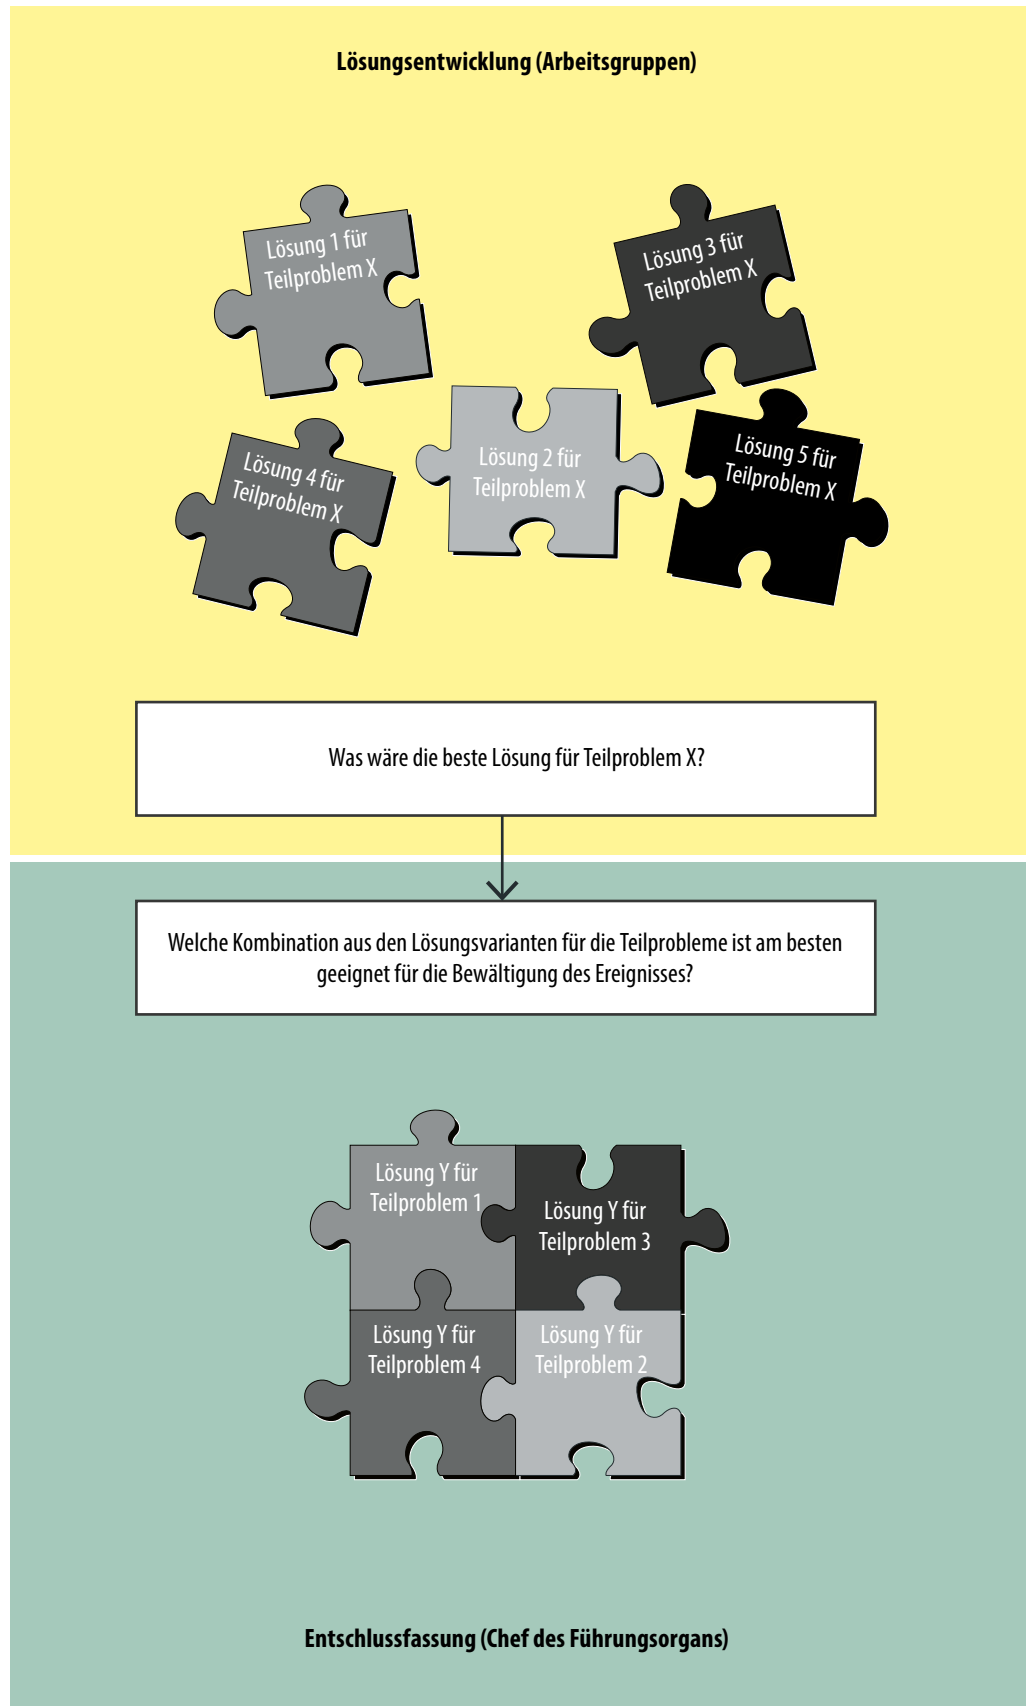 Lösungsentwicklung (Arbeitsgruppen)
Lösung 1 für
Teilproblem X
Lösung 3 für
Teilproblem X
Lösung 4 für
Teilproblem X
Lösung 2 für
Teilproblem X
Lösung 5 für
Teilproblem X
Was wäre die beste Lösung für Teilproblem X?
Welche Kombination aus den Lösungsvarianten für die Teilprobleme ist am besten
geeignet für die Bewältigung des Ereignisses?
Lösung Y für
Teilproblem 1
Lösung Y für
Teilproblem 3
Lösung Y für
Teilproblem 4
Lösung Y für
Teilproblem 2
Entschlussfassung (Chef des Führungsorgans)